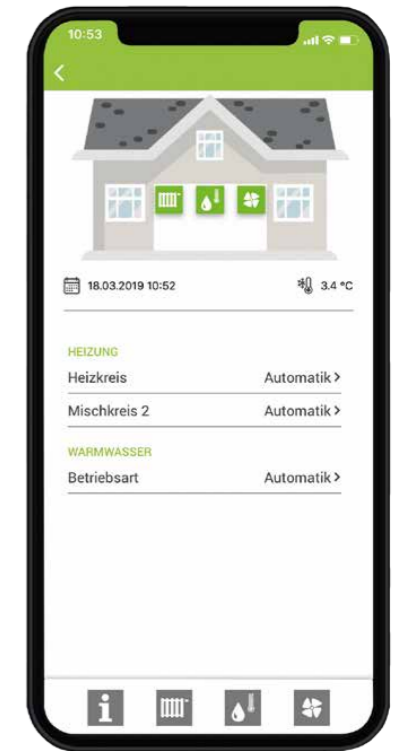 10:53
18.03.2019 10:52 3.4 °C
HEIZUNG
Heizkreis Automatik
Mischkreis 2 Automatik
WARMWASSER
Betriebsart Automatik